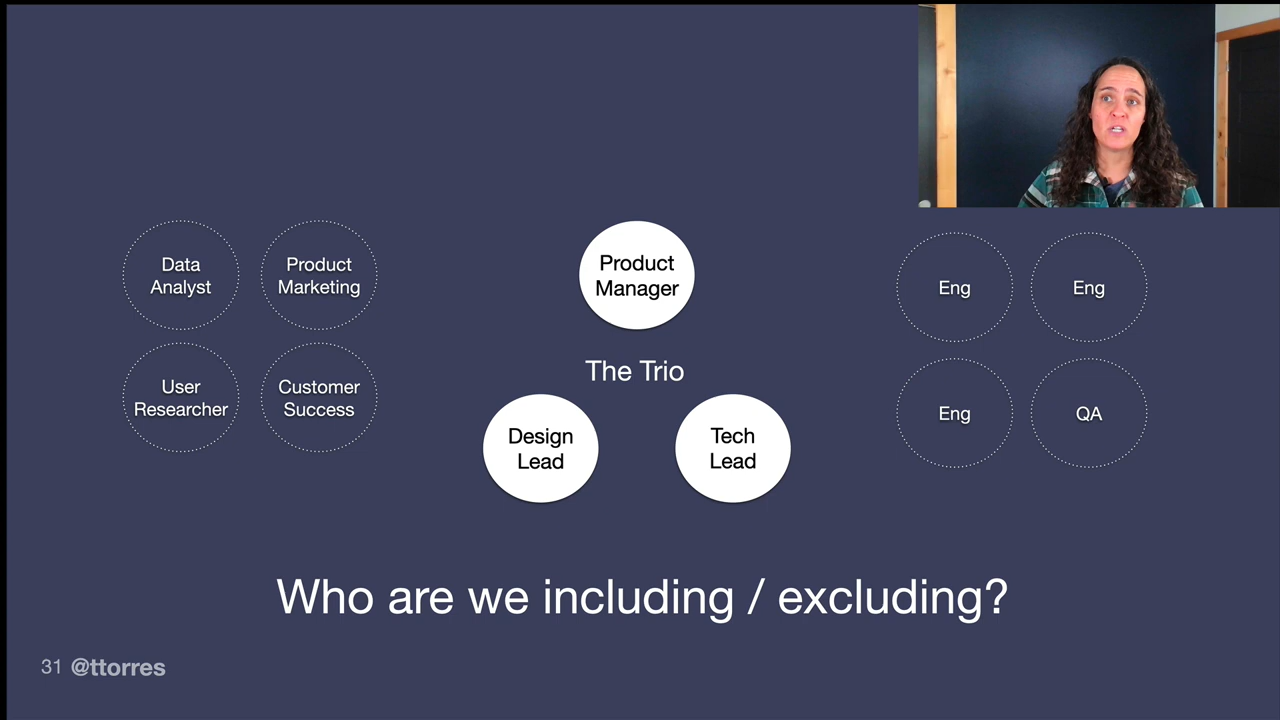 Data
Analyst
Product
Marketing
User
Researcher
Customer
Success
Product
Manager
The Trio
Design
Lead
Tech
Lead
Eng
Eng
Eng
QA
Who are we including / excluding?
31 @ttorres